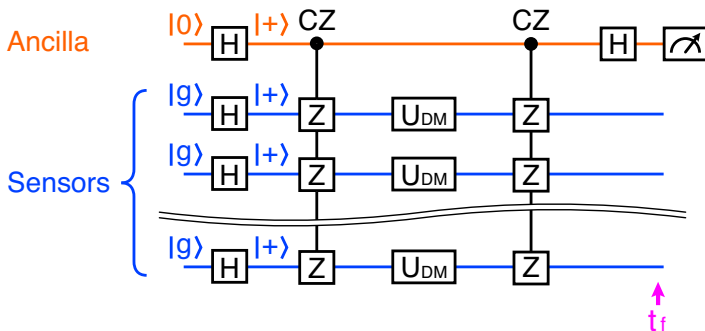 CZ CZ
Ancilla |0⟩ H |+⟩ H
|g⟩ H |+⟩ Z U_DM Z
Sensors |g⟩ H |+⟩ Z U_DM Z
|g⟩ H |+⟩ Z U_DM Z
t_f